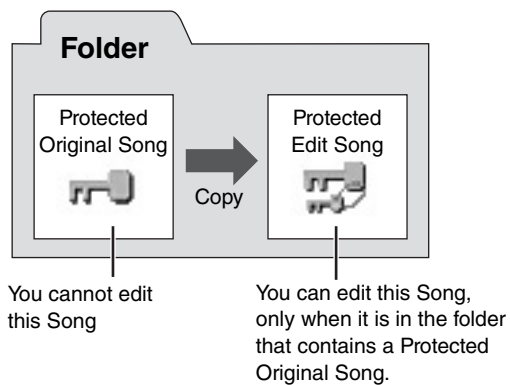 Folder
Protected
Original Song
Copy
Protected
Edit Song
You cannot edit
this Song
You can edit this Song,
only when it is in the folder
that contains a Protected
Original Song.